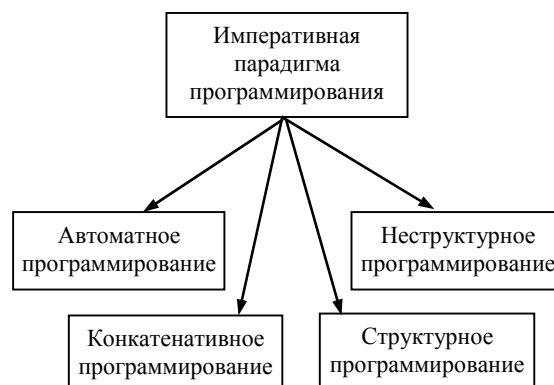 Императивная
парадигма
программирования
Автоматное
программирование
Неструктурное
программирование
Конкатенативное
программирование
Структурное
программирование